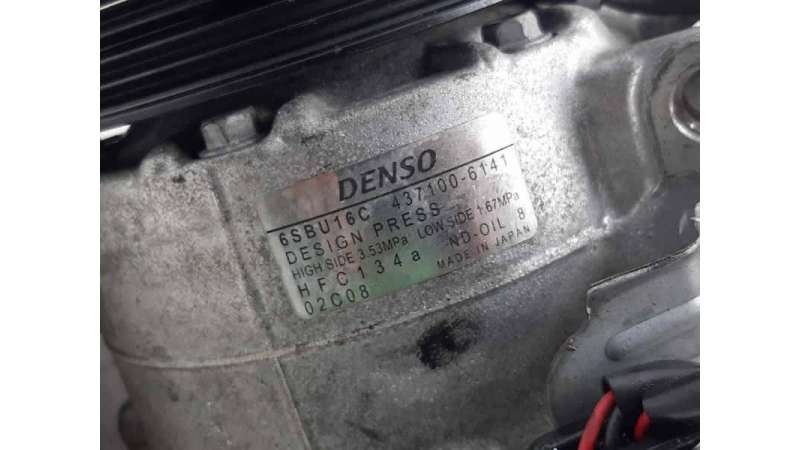 DENSO
6SBU16C 437100-6141
DESIGN PRESS
HIGH SIDE 3.53MPa LOW SIDE 1.67MPa
HFC134a ND-OIL 8
02C08 MADE IN JAPAN